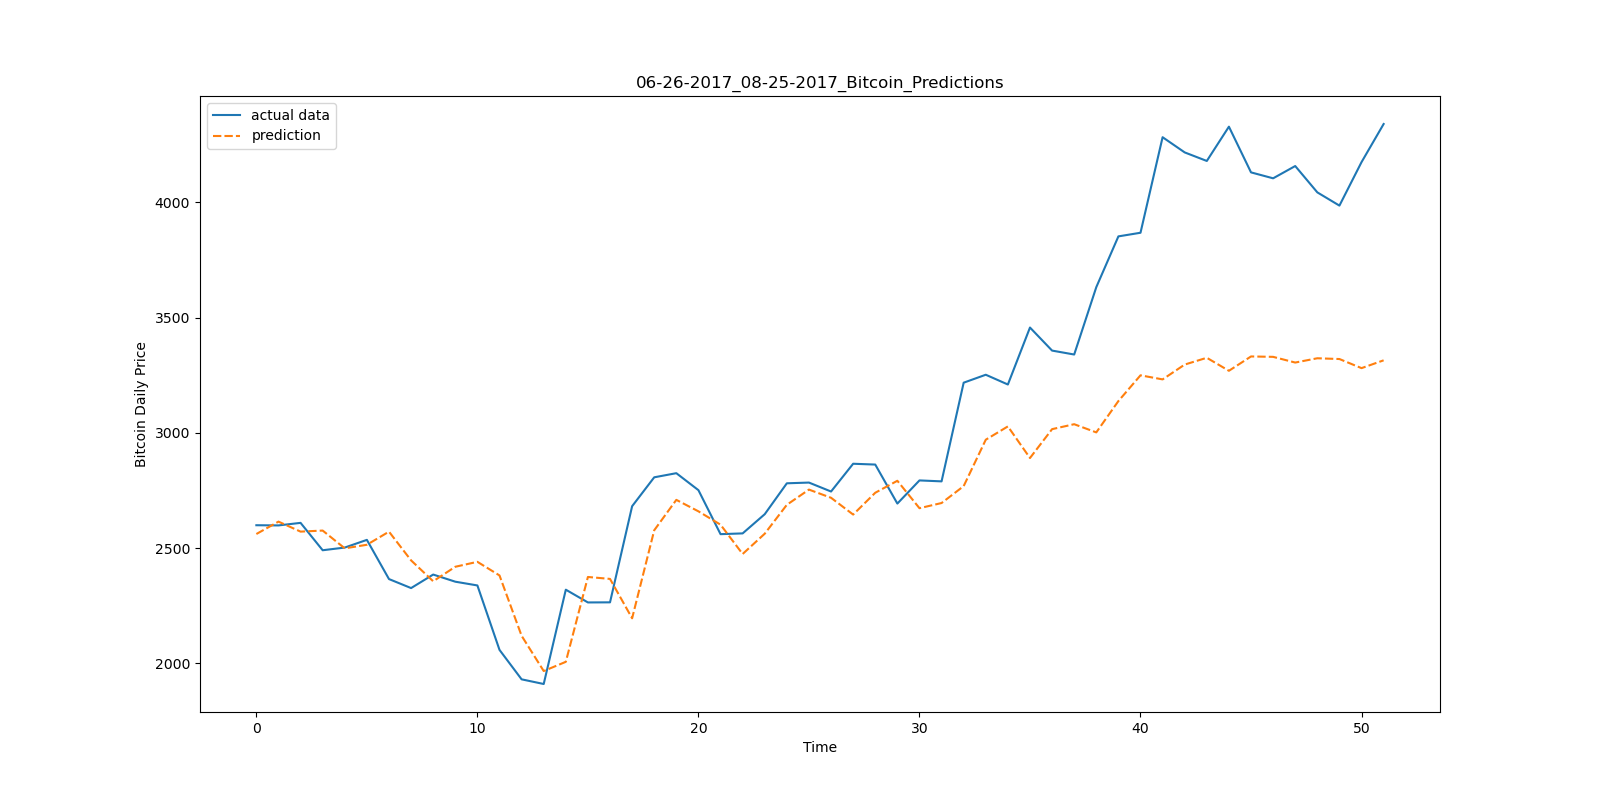 06-26-2017_08-25-2017_Bitcoin_Predictions
actual data
prediction
4000
3500
3000
2500
2000
Bitcoin Daily Price
0 10 20 30 40 50
Time